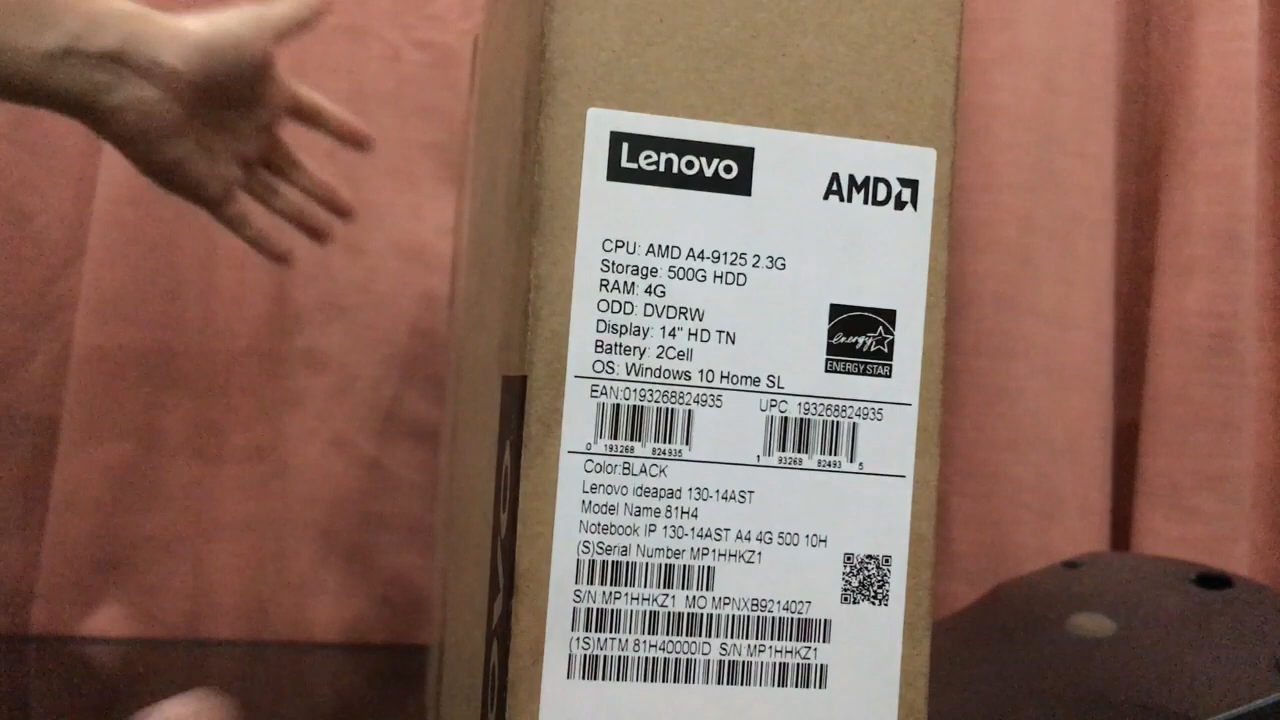 Lenovo
AMD
CPU: AMD A4-9125 2.3G
Storage: 500G HDD
RAM: 4G
ODD: DVDRW
Display: 14" HD TN
Battery: 2Cell
OS: Windows 10 Home SL
energy
ENERGY STAR
EAN:0193268824935
UPC: 193268824935
0 193268 824935
1 93268 82493 5
Color:BLACK
Lenovo ideapad 130-14AST
Model Name 81H4
Notebook IP 130-14AST A4 4G 500 10H
(S)Serial Number MP1HHKZ1
S/N MP1HHKZ1 MO MPNXB9214027
(1S)MTM 81H40000ID S/N MP1HHKZ1